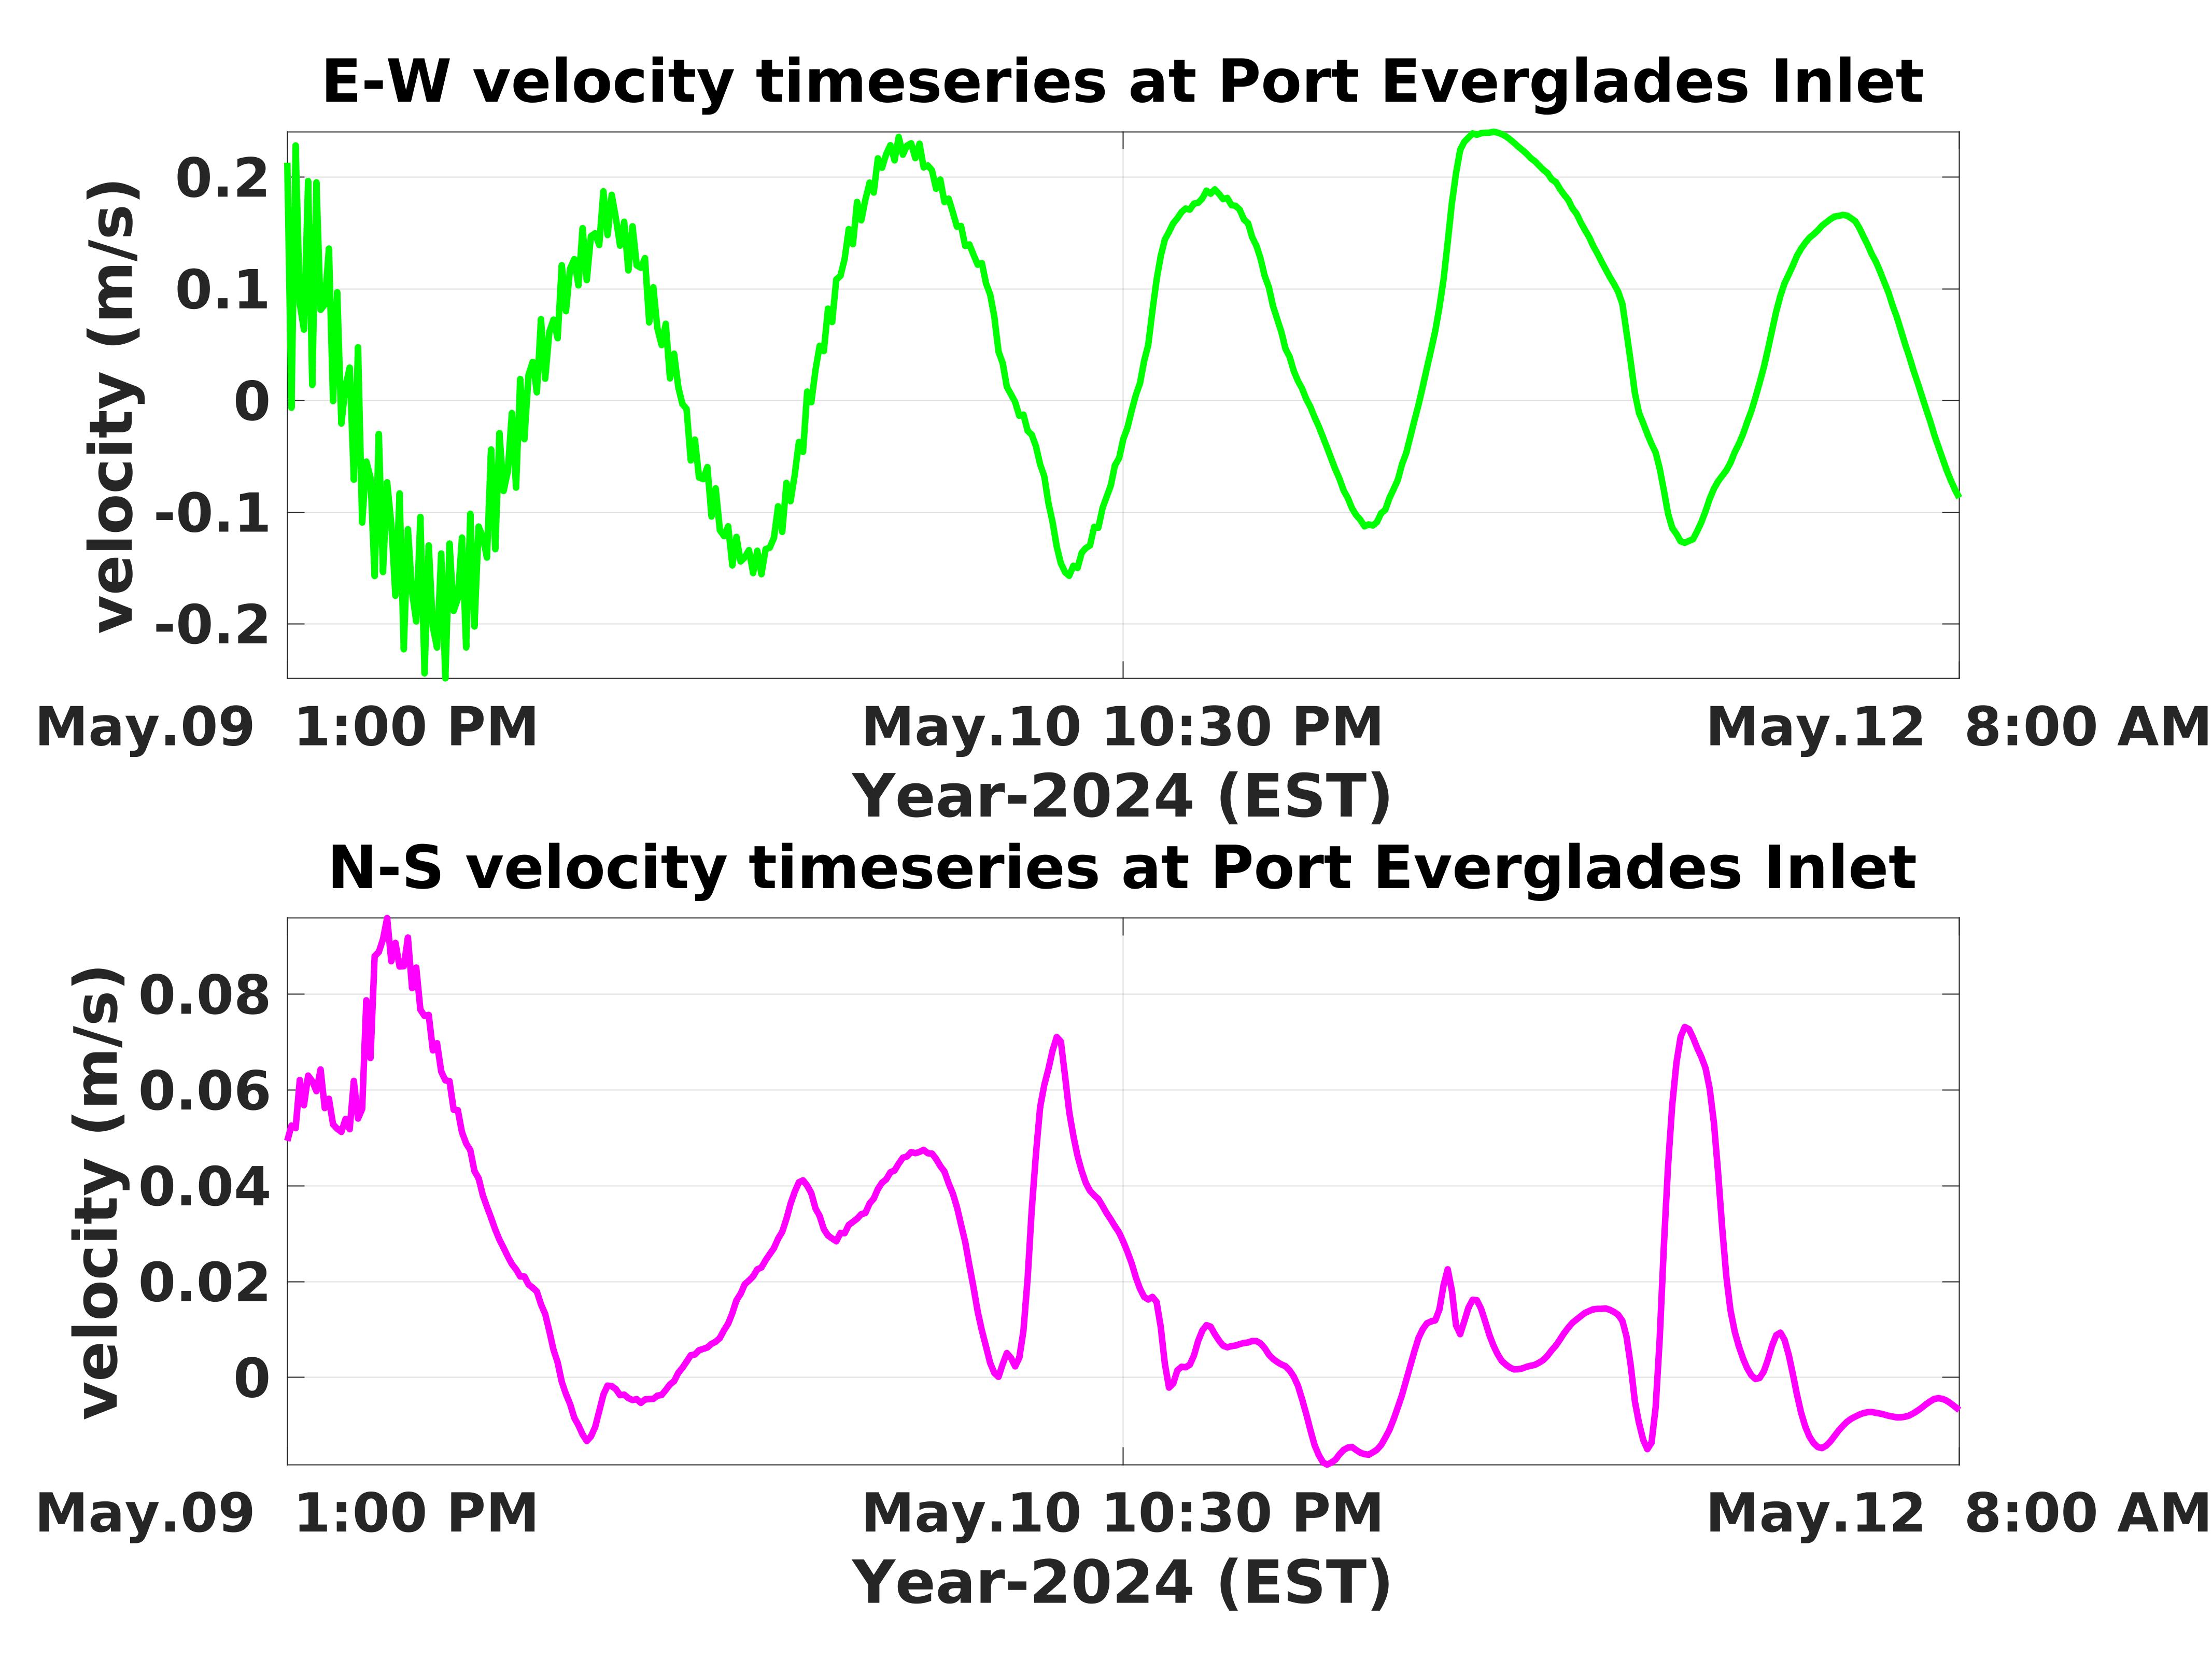 E-W velocity timeseries at Port Everglades Inlet
velocity (m/s)
0.2
0.1
0
-0.1
-0.2
May.09  1:00 PM
May.10 10:30 PM
May.12  8:00 AM
Year-2024 (EST)
N-S velocity timeseries at Port Everglades Inlet
velocity (m/s)
0.08
0.06
0.04
0.02
0
May.09  1:00 PM
May.10 10:30 PM
May.12  8:00 AM
Year-2024 (EST)